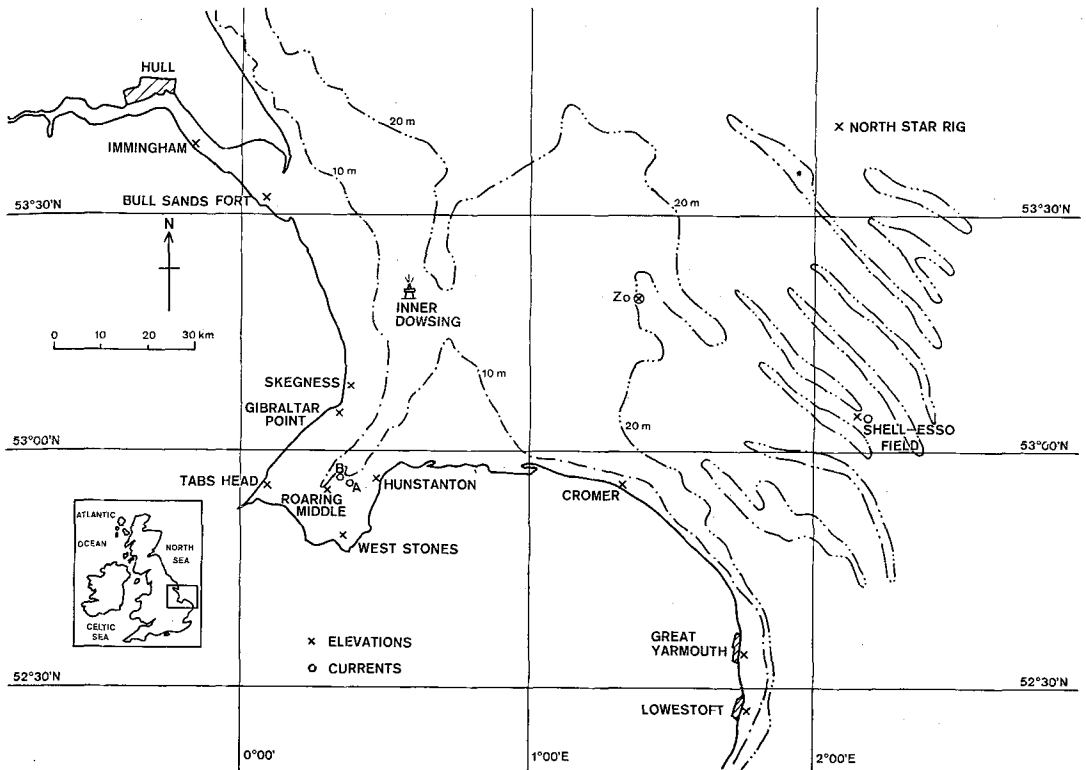 HULL
20 m
NORTH STAR RIG
IMMINGHAM
10 m
BULL SANDS FORT
53°30'N
53°30'N
N
20 m
INNER
DOWSING
Zo
0 10 20 30 km
SKEGNESS
10 m
GIBRALTAR
POINT
SHELL-ESSO
FIELD
20 m
53°00'N
53°00'N
B
A
TABS HEAD
HUNSTANTON
ROARING
MIDDLE
CROMER
WEST STONES
ATLANTIC
OCEAN
NORTH
SEA
CELTIC
SEA
x ELEVATIONS
o CURRENTS
GREAT
YARMOUTH
52°30'N
52°30'N
LOWESTOFT
0°00'
1°00'E
2°00'E